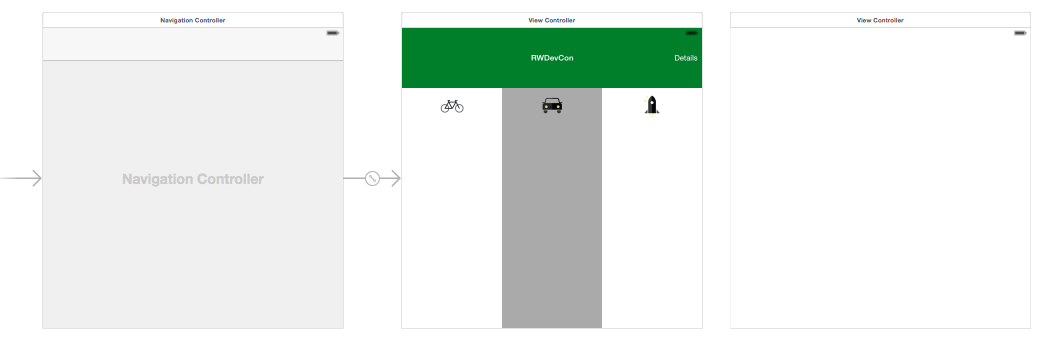 Navigation Controller
View Controller
View Controller
RWDevCon
Details
Navigation Controller